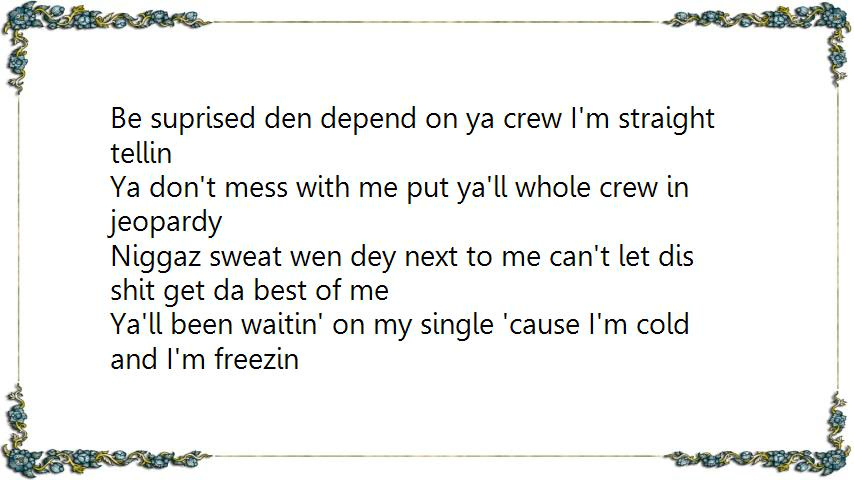 Be suprised den depend on ya crew I'm straight
tellin
Ya don't mess with me put ya'll whole crew in
jeopardy
Niggaz sweat wen dey next to me can't let dis
shit get da best of me
Ya'll been waitin' on my single 'cause I'm cold
and I'm freezin